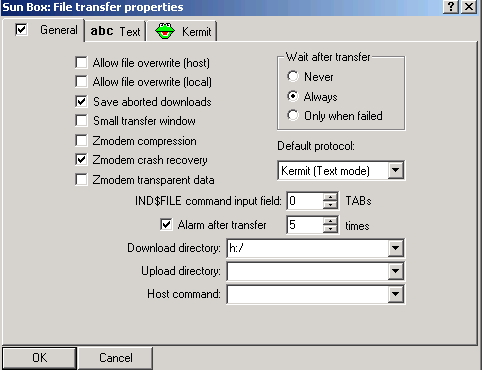 Sun Box: File transfer properties
General abc Text Kermit
Allow file overwrite (host)
Allow file overwrite (local)
Save aborted downloads
Small transfer window
Zmodem compression
Zmodem crash recovery
Zmodem transparent data
Wait after transfer
Never
Always
Only when failed
Default protocol:
Kermit (Text mode)
IND$FILE command input field: 0 TABs
Alarm after transfer 5 times
Download directory: h:/
Upload directory:
Host command:
OK Cancel